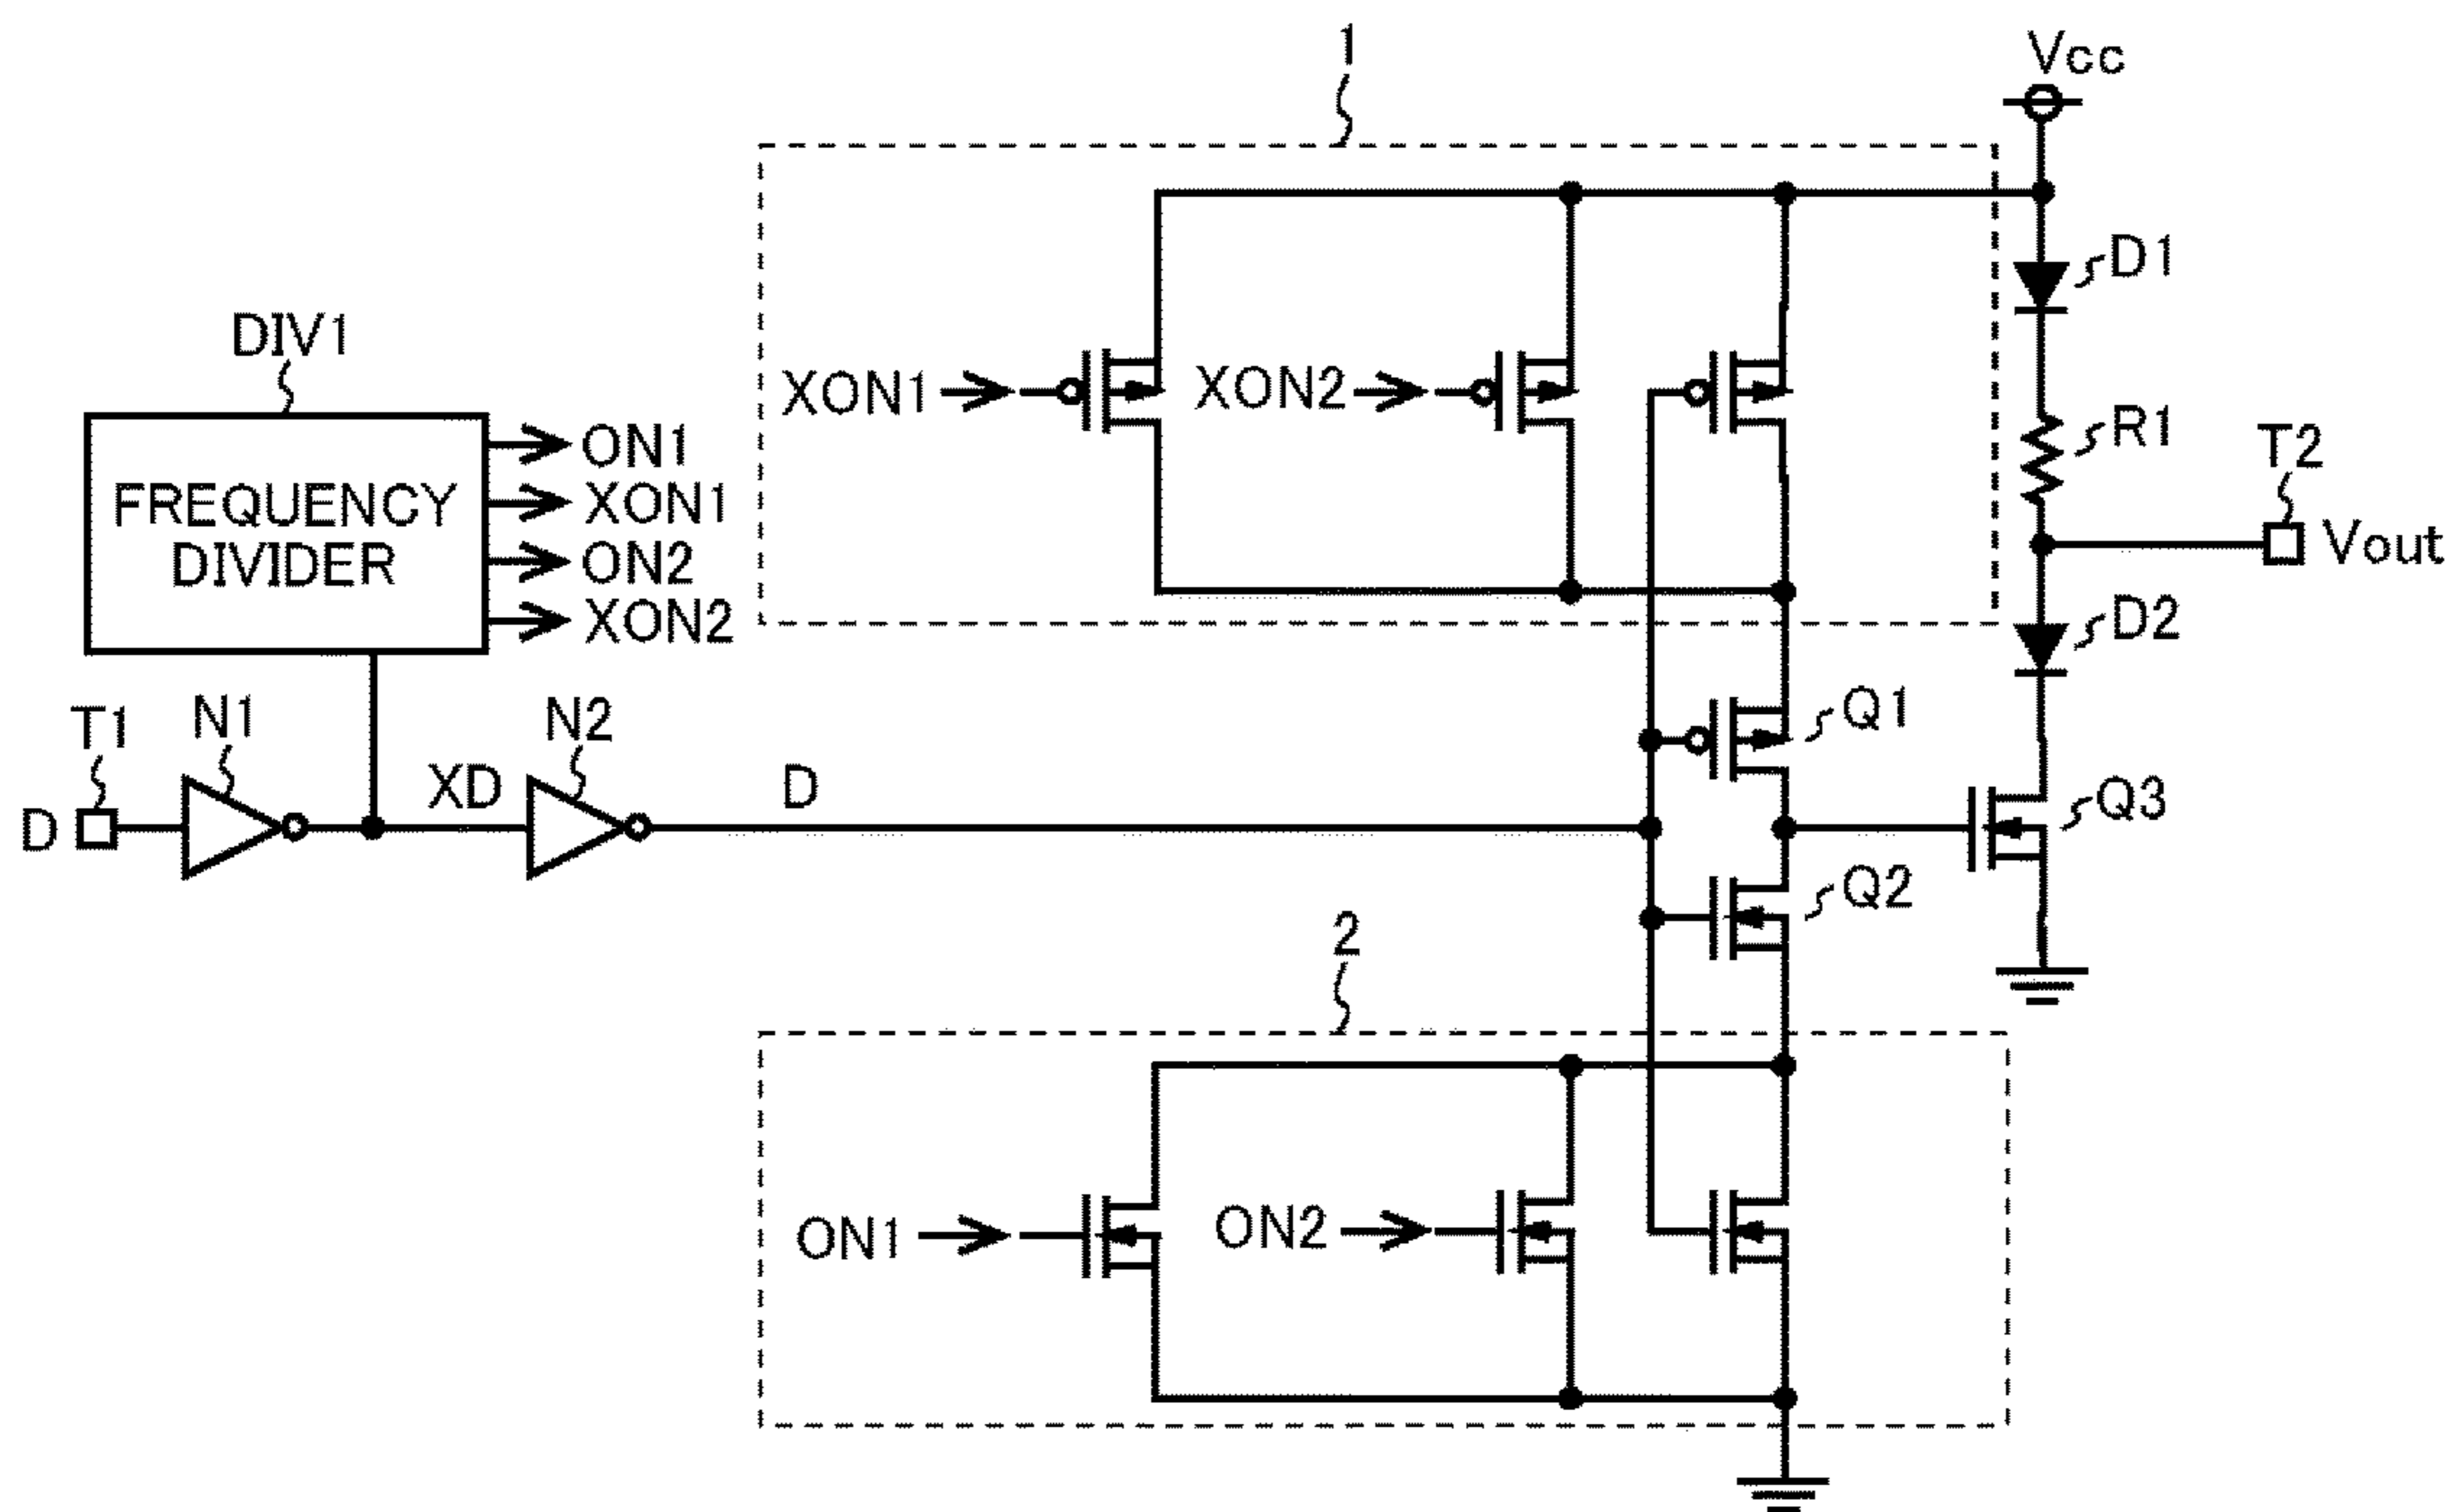 1
Vcc
D1
DIV1
XON1
XON2
R1
T2
FREQUENCY
DIVIDER
ON1
XON1
ON2
XON2
Vout
D2
T1
N1
N2
Q1
D
XD
D
Q3
Q2
2
ON1
ON2